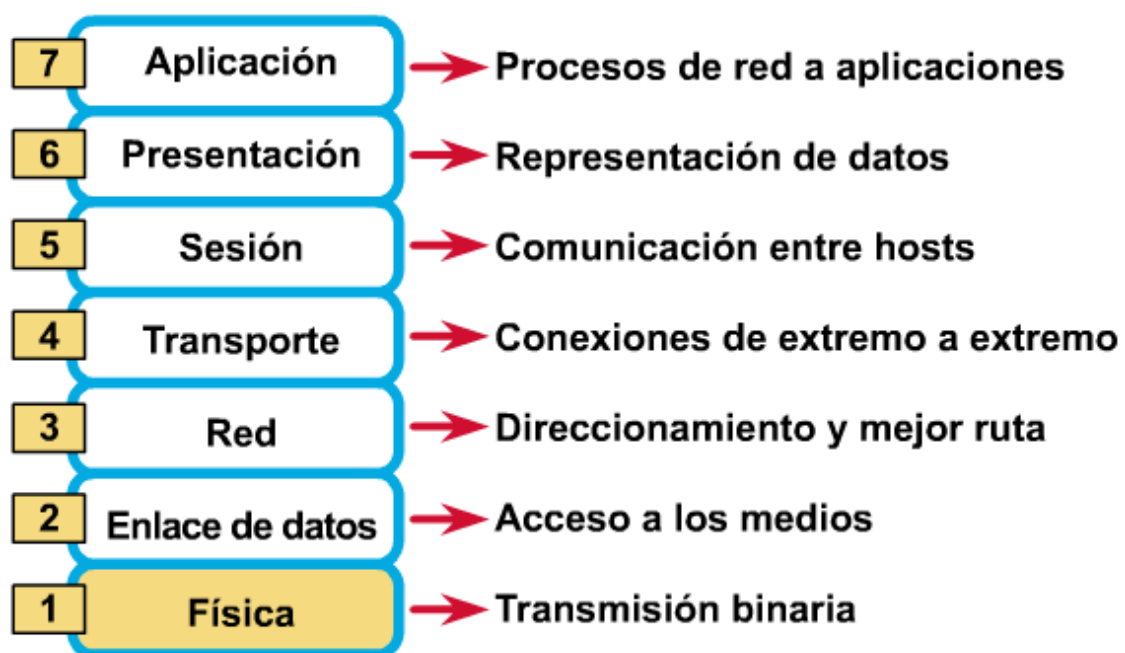 7 Aplicación Procesos de red a aplicaciones
6 Presentación Representación de datos
5 Sesión Comunicación entre hosts
4 Transporte Conexiones de extremo a extremo
3 Red Direccionamiento y mejor ruta
2 Enlace de datos Acceso a los medios
1 Física Transmisión binaria